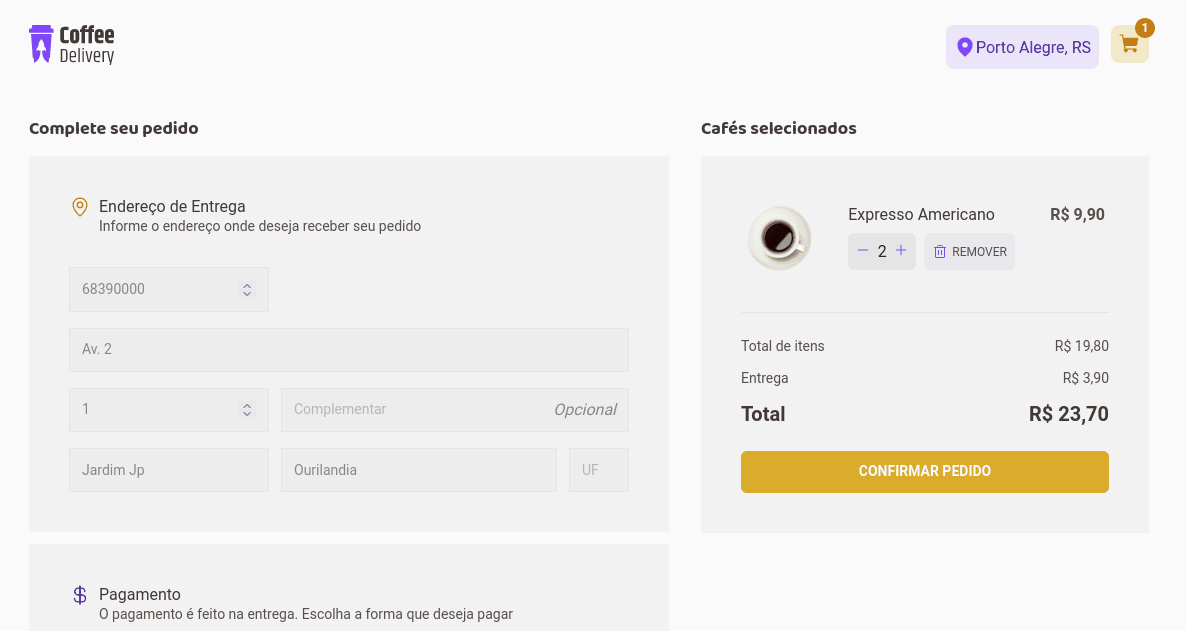 Coffee
Delivery
Porto Alegre, RS
1
Complete seu pedido
Endereço de Entrega
Informe o endereço onde deseja receber seu pedido
68390000
Av. 2
1
Complementar
Opcional
Jardim Jp
Ourilandia
UF
Pagamento
O pagamento é feito na entrega. Escolha a forma que deseja pagar
Cafés selecionados
Expresso Americano
R$ 9,90
2
REMOVER
Total de itens
R$ 19,80
Entrega
R$ 3,90
Total
R$ 23,70
CONFIRMAR PEDIDO